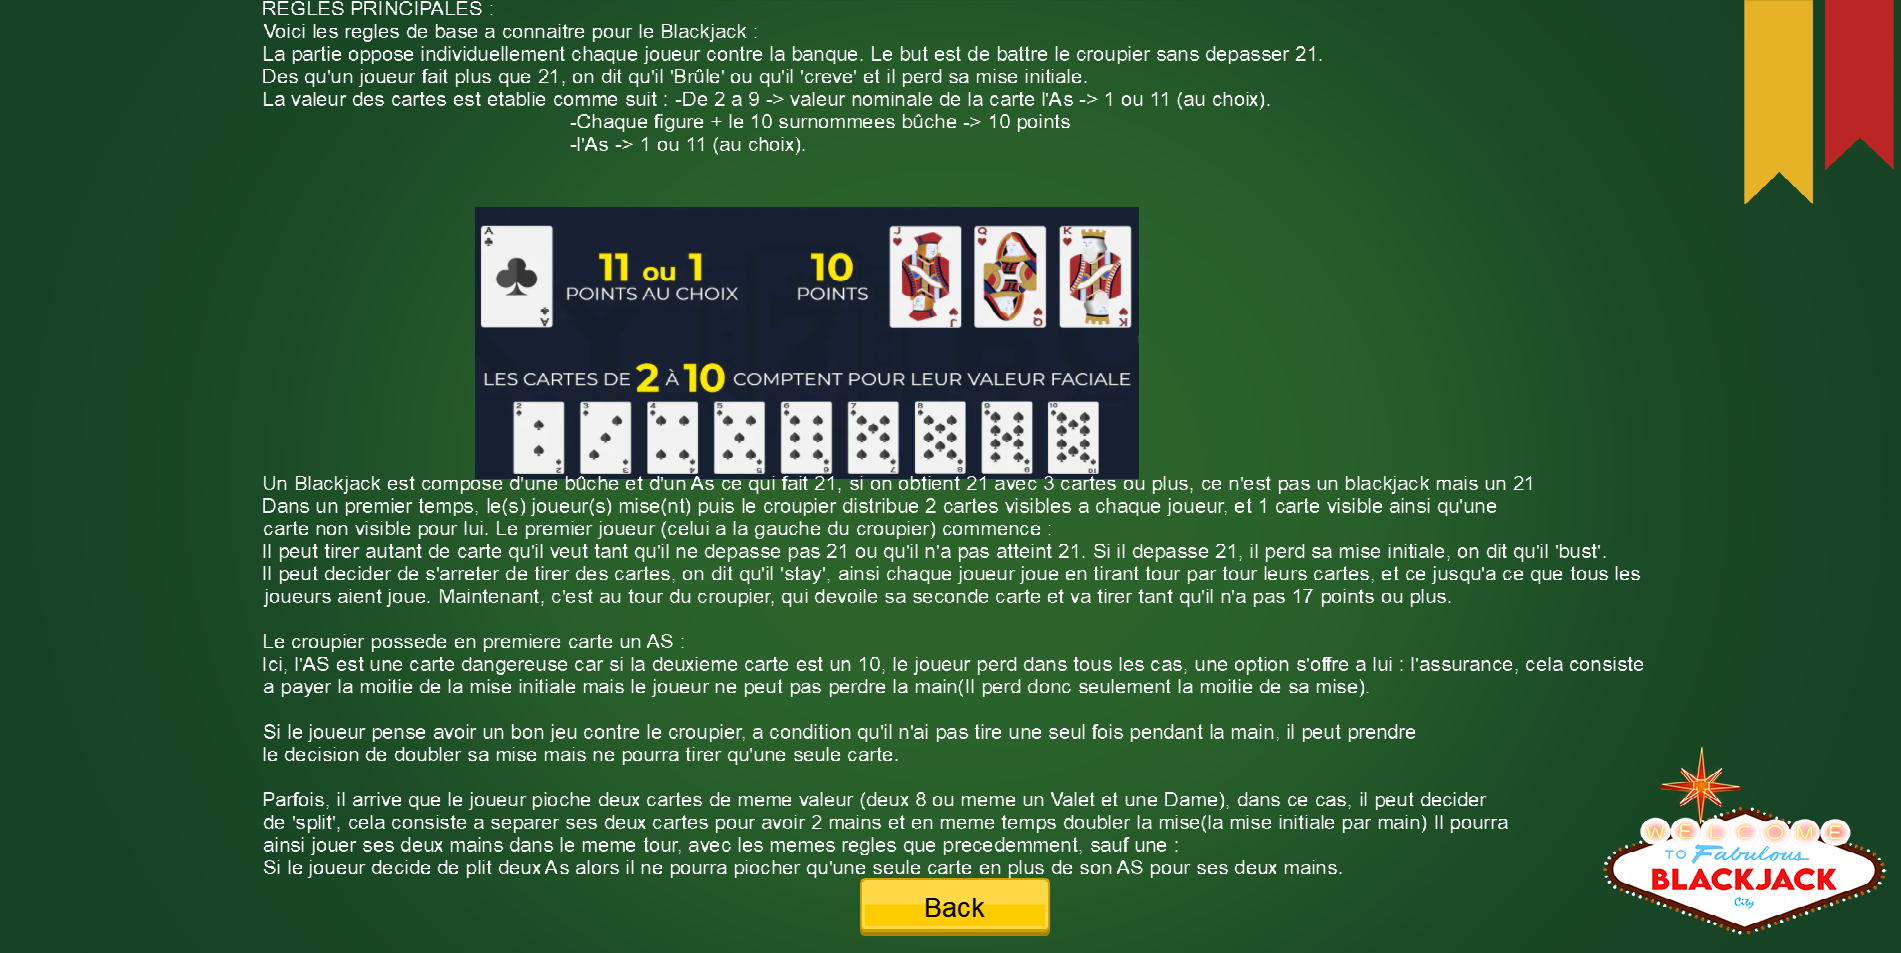 REGLES PRINCIPALES :
Voici les regles de base a connaitre pour le Blackjack :
La partie oppose individuellement chaque joueur contre la banque. Le but est de battre le croupier sans depasser 21.
Des qu'un joueur fait plus que 21, on dit qu'il 'Brûle' ou qu'il 'creve' et il perd sa mise initiale.
La valeur des cartes est etablie comme suit : -De 2 a 9 -> valeur nominale de la carte l'As -> 1 ou 11 (au choix).
-Chaque figure + le 10 surnommees bûche -> 10 points
-l'As -> 1 ou 11 (au choix).
A
A
11 ou 1
POINTS AU CHOIX
10
POINTS
J
J
Q
Q
K
K
LES CARTES DE 2 À 10 COMPTENT POUR LEUR VALEUR FACIALE
2 3 4 5 6 7 8 9 10
2 3 4 5 6 7 8 9 10
Un Blackjack est compose d'une bûche et d'un As ce qui fait 21, si on obtient 21 avec 3 cartes ou plus, ce n'est pas un blackjack mais un 21
Dans un premier temps, le(s) joueur(s) mise(nt) puis le croupier distribue 2 cartes visibles a chaque joueur, et 1 carte visible ainsi qu'une
carte non visible pour lui. Le premier joueur (celui a la gauche du croupier) commence :
Il peut tirer autant de carte qu'il veut tant qu'il ne depasse pas 21 ou qu'il n'a pas atteint 21. Si il depasse 21, il perd sa mise initiale, on dit qu'il 'bust'.
Il peut decider de s'arreter de tirer des cartes, on dit qu'il 'stay', ainsi chaque joueur joue en tirant tour par tour leurs cartes, et ce jusqu'a ce que tous les
joueurs aient joue. Maintenant, c'est au tour du croupier, qui devoile sa seconde carte et va tirer tant qu'il n'a pas 17 points ou plus.
Le croupier possede en premiere carte un AS :
Ici, l'AS est une carte dangereuse car si la deuxieme carte est un 10, le joueur perd dans tous les cas, une option s'offre a lui : l'assurance, cela consiste
a payer la moitie de la mise initiale mais le joueur ne peut pas perdre la main(Il perd donc seulement la moitie de sa mise).
Si le joueur pense avoir un bon jeu contre le croupier, a condition qu'il n'ai pas tire une seul fois pendant la main, il peut prendre
le decision de doubler sa mise mais ne pourra tirer qu'une seule carte.
Parfois, il arrive que le joueur pioche deux cartes de meme valeur (deux 8 ou meme un Valet et une Dame), dans ce cas, il peut decider
de 'split', cela consiste a separer ses deux cartes pour avoir 2 mains et en meme temps doubler la mise(la mise initiale par main) Il pourra
ainsi jouer ses deux mains dans le meme tour, avec les memes regles que precedemment, sauf une :
Si le joueur decide de plit deux As alors il ne pourra piocher qu'une seule carte en plus de son AS pour ses deux mains.
Back
WELCOME
TO Fabulous
BLACKJACK
City